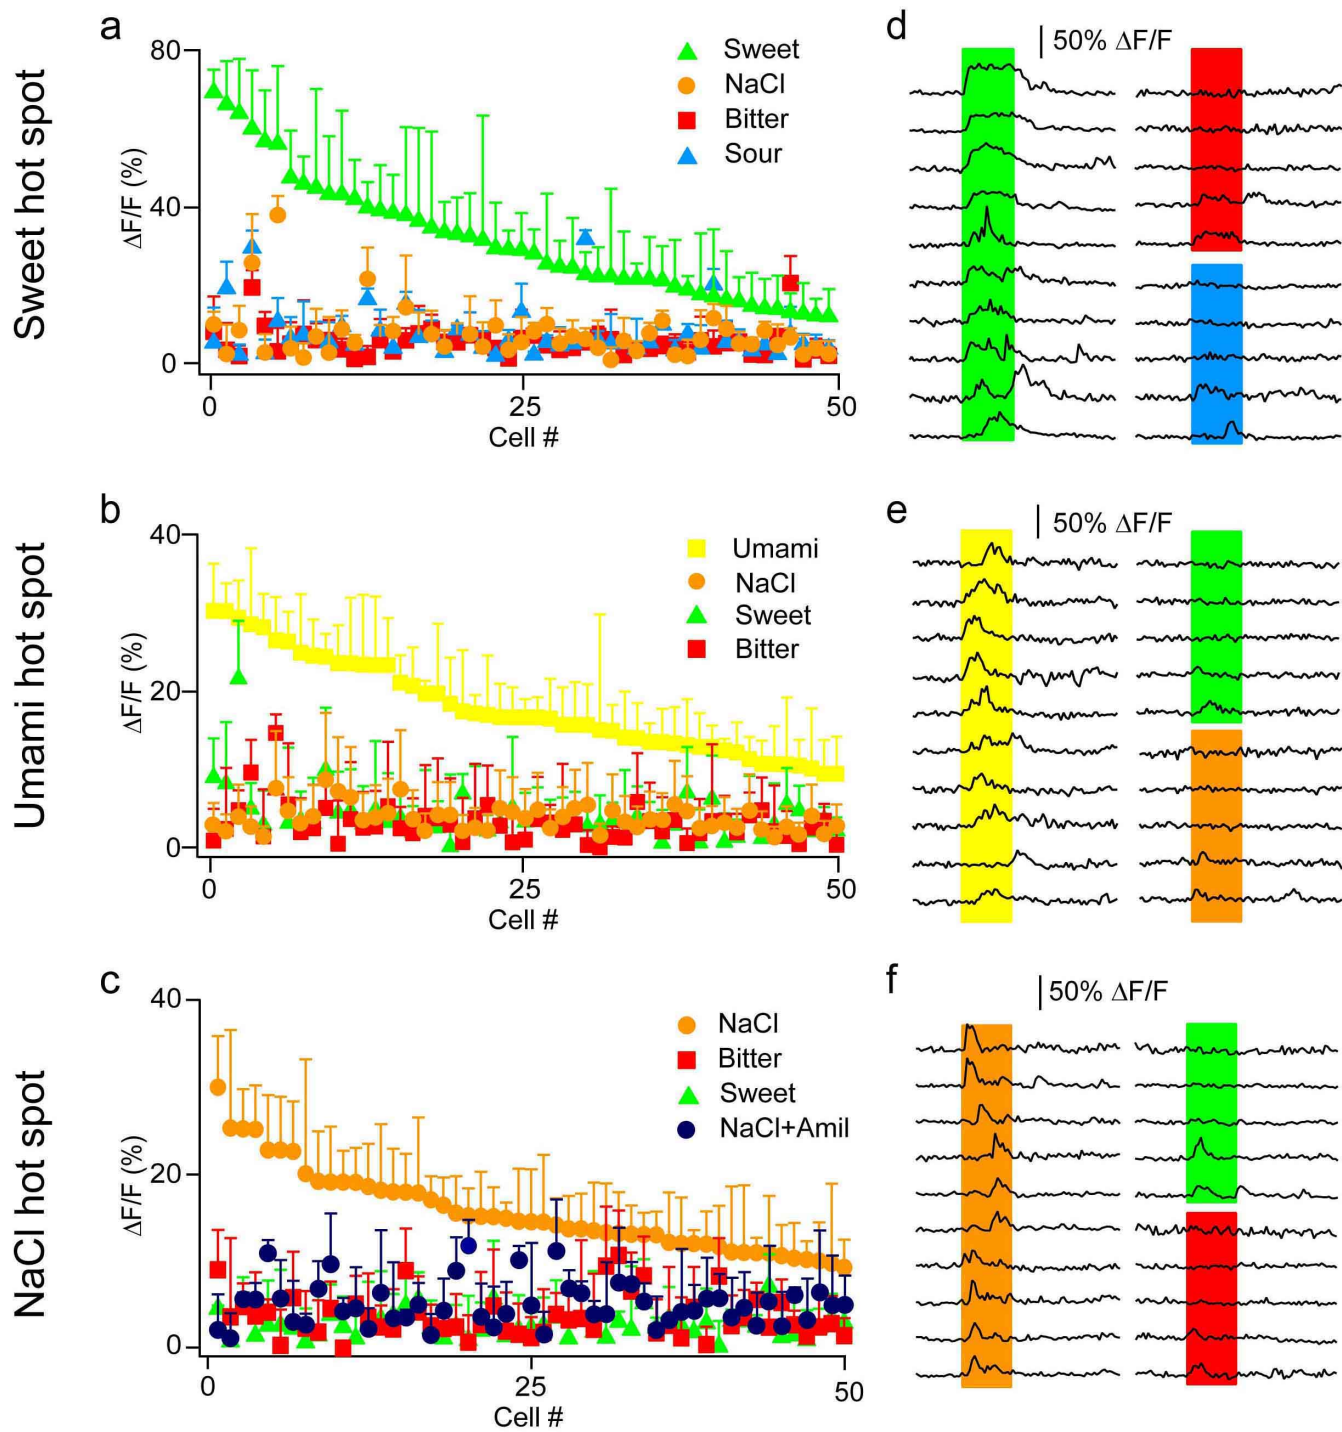 Sweet hot spot
a
80
40
0
ΔF/F (%)
0
25
50
Cell #
Sweet
NaCl
Bitter
Sour
d
50% ΔF/F
Umami hot spot
b
40
20
0
ΔF/F (%)
0
25
50
Cell #
Umami
NaCl
Sweet
Bitter
e
50% ΔF/F
NaCl hot spot
c
40
20
0
ΔF/F (%)
0
25
50
Cell #
NaCl
Bitter
Sweet
NaCl+Amil
f
50% ΔF/F